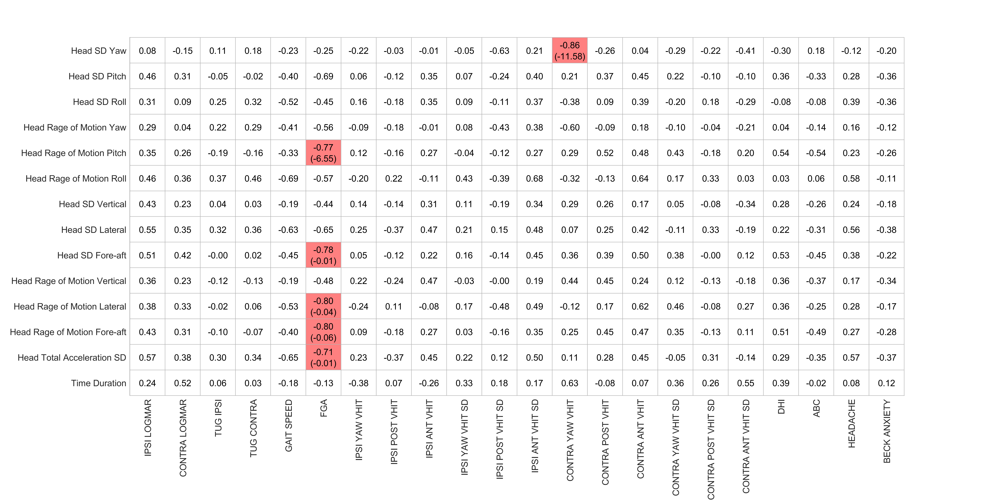 Head SD Yaw 0.08 -0.15 0.11 0.18 -0.23 -0.25 -0.22 -0.03 -0.01 -0.05 -0.63 0.21 -0.86 (-11.58) -0.26 0.04 -0.29 -0.22 -0.41 -0.30 0.18 -0.12 -0.20
Head SD Pitch 0.46 0.31 -0.05 -0.02 -0.40 -0.69 0.06 -0.12 0.35 0.07 -0.24 0.40 0.21 0.37 0.45 0.22 -0.10 -0.10 0.36 -0.33 0.28 -0.36
Head SD Roll 0.31 0.09 0.25 0.32 -0.52 -0.45 0.16 -0.18 0.35 0.09 -0.11 0.37 -0.38 0.09 0.39 -0.20 0.18 -0.29 -0.08 -0.08 0.39 -0.36
Head Rage of Motion Yaw 0.29 0.04 0.22 0.29 -0.41 -0.56 -0.09 -0.18 -0.01 0.08 -0.43 0.38 -0.60 -0.09 0.18 -0.10 -0.04 -0.21 0.04 -0.14 0.16 -0.12
Head Rage of Motion Pitch 0.35 0.26 -0.19 -0.16 -0.33 -0.77 (-6.55) 0.12 -0.16 0.27 -0.04 -0.12 0.27 0.29 0.52 0.48 0.43 -0.18 0.20 0.54 -0.54 0.23 -0.26
Head Rage of Motion Roll 0.46 0.36 0.37 0.46 -0.69 -0.57 -0.20 0.22 -0.11 0.43 -0.39 0.68 -0.32 -0.13 0.64 0.17 0.33 0.03 0.03 0.06 0.58 -0.11
Head SD Vertical 0.43 0.23 0.04 0.03 -0.19 -0.44 0.14 -0.14 0.31 0.11 -0.19 0.34 0.29 0.26 0.17 0.05 -0.08 -0.34 0.28 -0.26 0.24 -0.18
Head SD Lateral 0.55 0.35 0.32 0.36 -0.63 -0.65 0.25 -0.37 0.47 0.21 0.15 0.48 0.07 0.25 0.42 -0.11 0.33 -0.19 0.22 -0.31 0.56 -0.38
Head SD Fore-aft 0.51 0.42 -0.00 0.02 -0.45 -0.78 (-0.01) 0.05 -0.12 0.22 0.16 -0.14 0.45 0.36 0.39 0.50 0.38 -0.00 0.12 0.53 -0.45 0.38 -0.22
Head Rage of Motion Vertical 0.36 0.23 -0.12 -0.13 -0.19 -0.48 0.22 -0.24 0.47 -0.03 -0.00 0.19 0.44 0.45 0.24 0.12 -0.13 -0.18 0.36 -0.37 0.17 -0.34
Head Rage of Motion Lateral 0.38 0.33 -0.02 0.06 -0.53 -0.80 (-0.04) -0.24 0.11 -0.08 0.17 -0.48 0.49 -0.12 0.17 0.62 0.46 -0.08 0.27 0.36 -0.25 0.28 -0.17
Head Rage of Motion Fore-aft 0.43 0.31 -0.10 -0.07 -0.40 -0.80 (-0.06) 0.09 -0.18 0.27 0.03 -0.16 0.35 0.25 0.45 0.47 0.35 -0.13 0.11 0.51 -0.49 0.27 -0.28
Head Total Acceleration SD 0.57 0.38 0.30 0.34 -0.65 -0.71 (-0.01) 0.23 -0.37 0.45 0.22 0.12 0.50 0.11 0.28 0.45 -0.05 0.31 -0.14 0.29 -0.35 0.57 -0.37
Time Duration 0.24 0.52 0.06 0.03 -0.18 -0.13 -0.38 0.07 -0.26 0.33 0.18 0.17 0.63 -0.08 0.07 0.36 0.26 0.55 0.39 -0.02 0.08 0.12
IPSI LOGMAR
CONTRA LOGMAR
TUG IPSI
TUG CONTRA
GAIT SPEED
FGA
IPSI YAW VHIT
IPSI POST VHIT
IPSI ANT VHIT
IPSI YAW VHIT SD
IPSI POST VHIT SD
IPSI ANT VHIT SD
CONTRA YAW VHIT
CONTRA POST VHIT
CONTRA ANT VHIT
CONTRA YAW VHIT SD
CONTRA POST VHIT SD
CONTRA ANT VHIT SD
DHI
ABC
HEADACHE
BECK ANXIETY